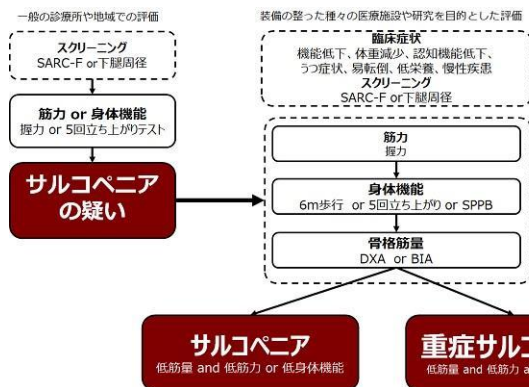 一般の診療所や地域での評価
スクリーニング
SARC-F or下腿周径
筋力 or 身体機能
握力 or 5回立ち上がりテスト
サルコペニア
の疑い
装備の整った種々の医療施設や研究を目的とした評価
臨床症状
機能低下、体重減少、認知機能低下、
うつ症状、易転倒、低栄養、慢性疾患
スクリーニング
SARC-F or下腿周径
筋力
握力
身体機能
6m歩行 or 5回立ち上がり or SPPB
骨格筋量
DXA or BIA
サルコペニア
低筋量 and 低筋力 or 低身体機能
重症サルコ
低筋量 and 低筋力